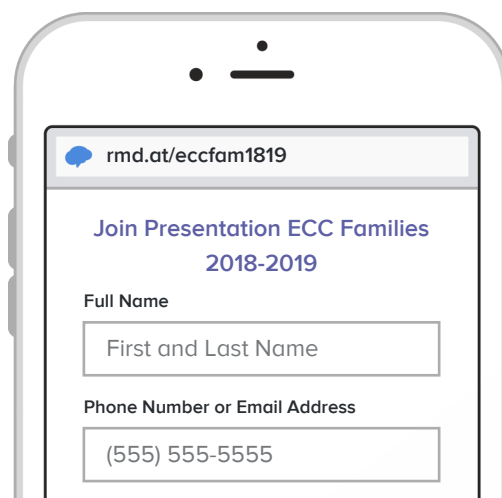 rmd.at/eccfam1819
Join Presentation ECC Families
2018-2019
Full Name
First and Last Name
Phone Number or Email Address
(555) 555-5555